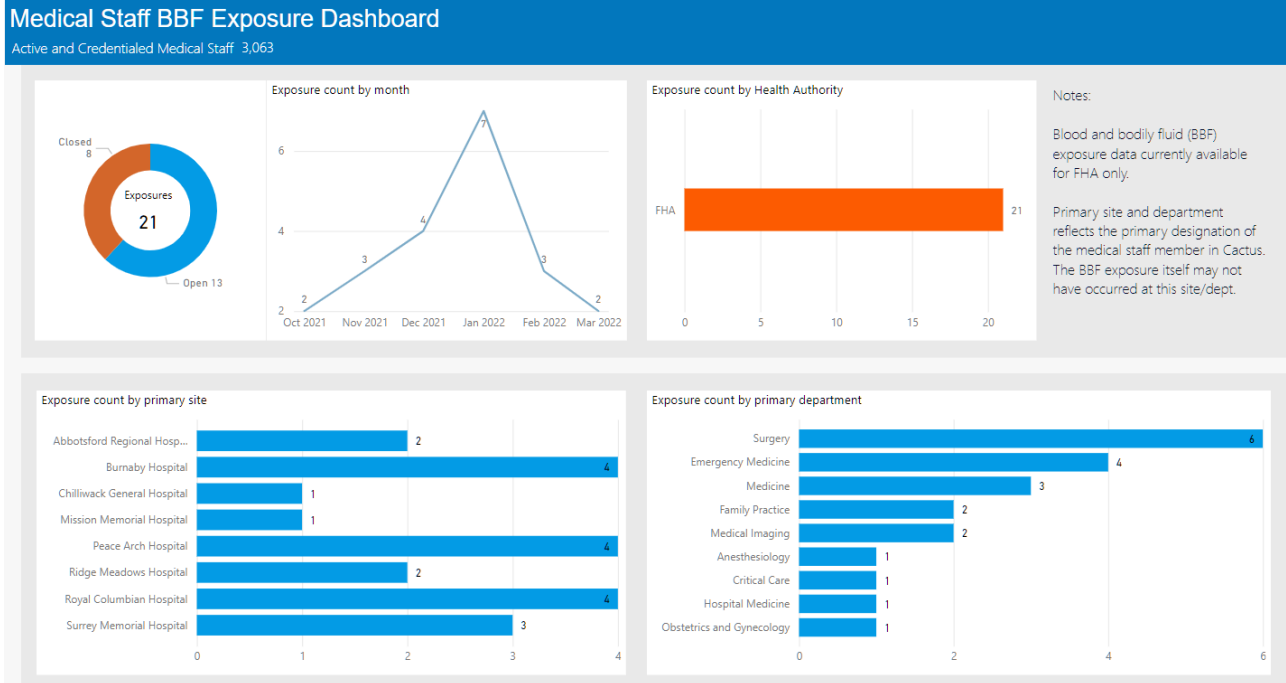 Medical Staff BBF Exposure Dashboard
Active and Credentialed Medical Staff 3,063
Closed
8
Exposures
21
Open 13
Exposure count by month
6
4
2
2
3
4
7
3
2
Oct 2021 Nov 2021 Dec 2021 Jan 2022 Feb 2022 Mar 2022
Exposure count by Health Authority
FHA 21
0 5 10 15 20
Notes:
Blood and bodily fluid (BBF)
exposure data currently available
for FHA only.
Primary site and department
reflects the primary designation of
the medical staff member in Cactus.
The BBF exposure itself may not
have occurred at this site/dept.
Exposure count by primary site
Abbotsford Regional Hosp... 2
Burnaby Hospital 4
Chilliwack General Hospital 1
Mission Memorial Hospital 1
Peace Arch Hospital 4
Ridge Meadows Hospital 2
Royal Columbian Hospital 4
Surrey Memorial Hospital 3
0 1 2 3 4
Exposure count by primary department
Surgery 6
Emergency Medicine 4
Medicine 3
Family Practice 2
Medical Imaging 2
Anesthesiology 1
Critical Care 1
Hospital Medicine 1
Obstetrics and Gynecology 1
0 2 4 6